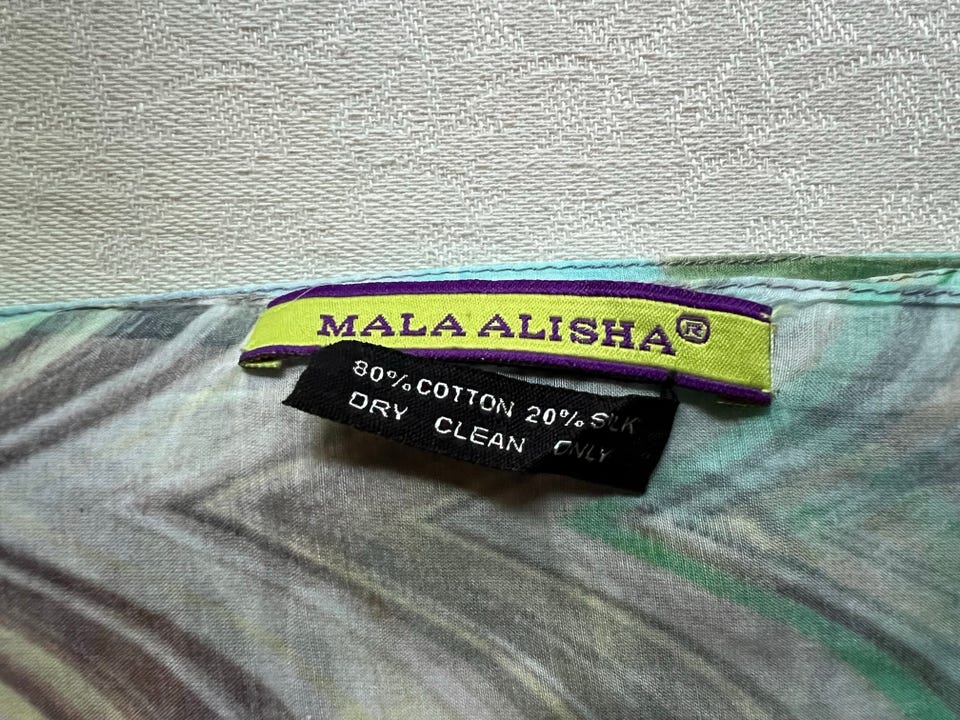 MALA ALISHA®
80% COTTON 20% SILK
DRY CLEAN ONLY